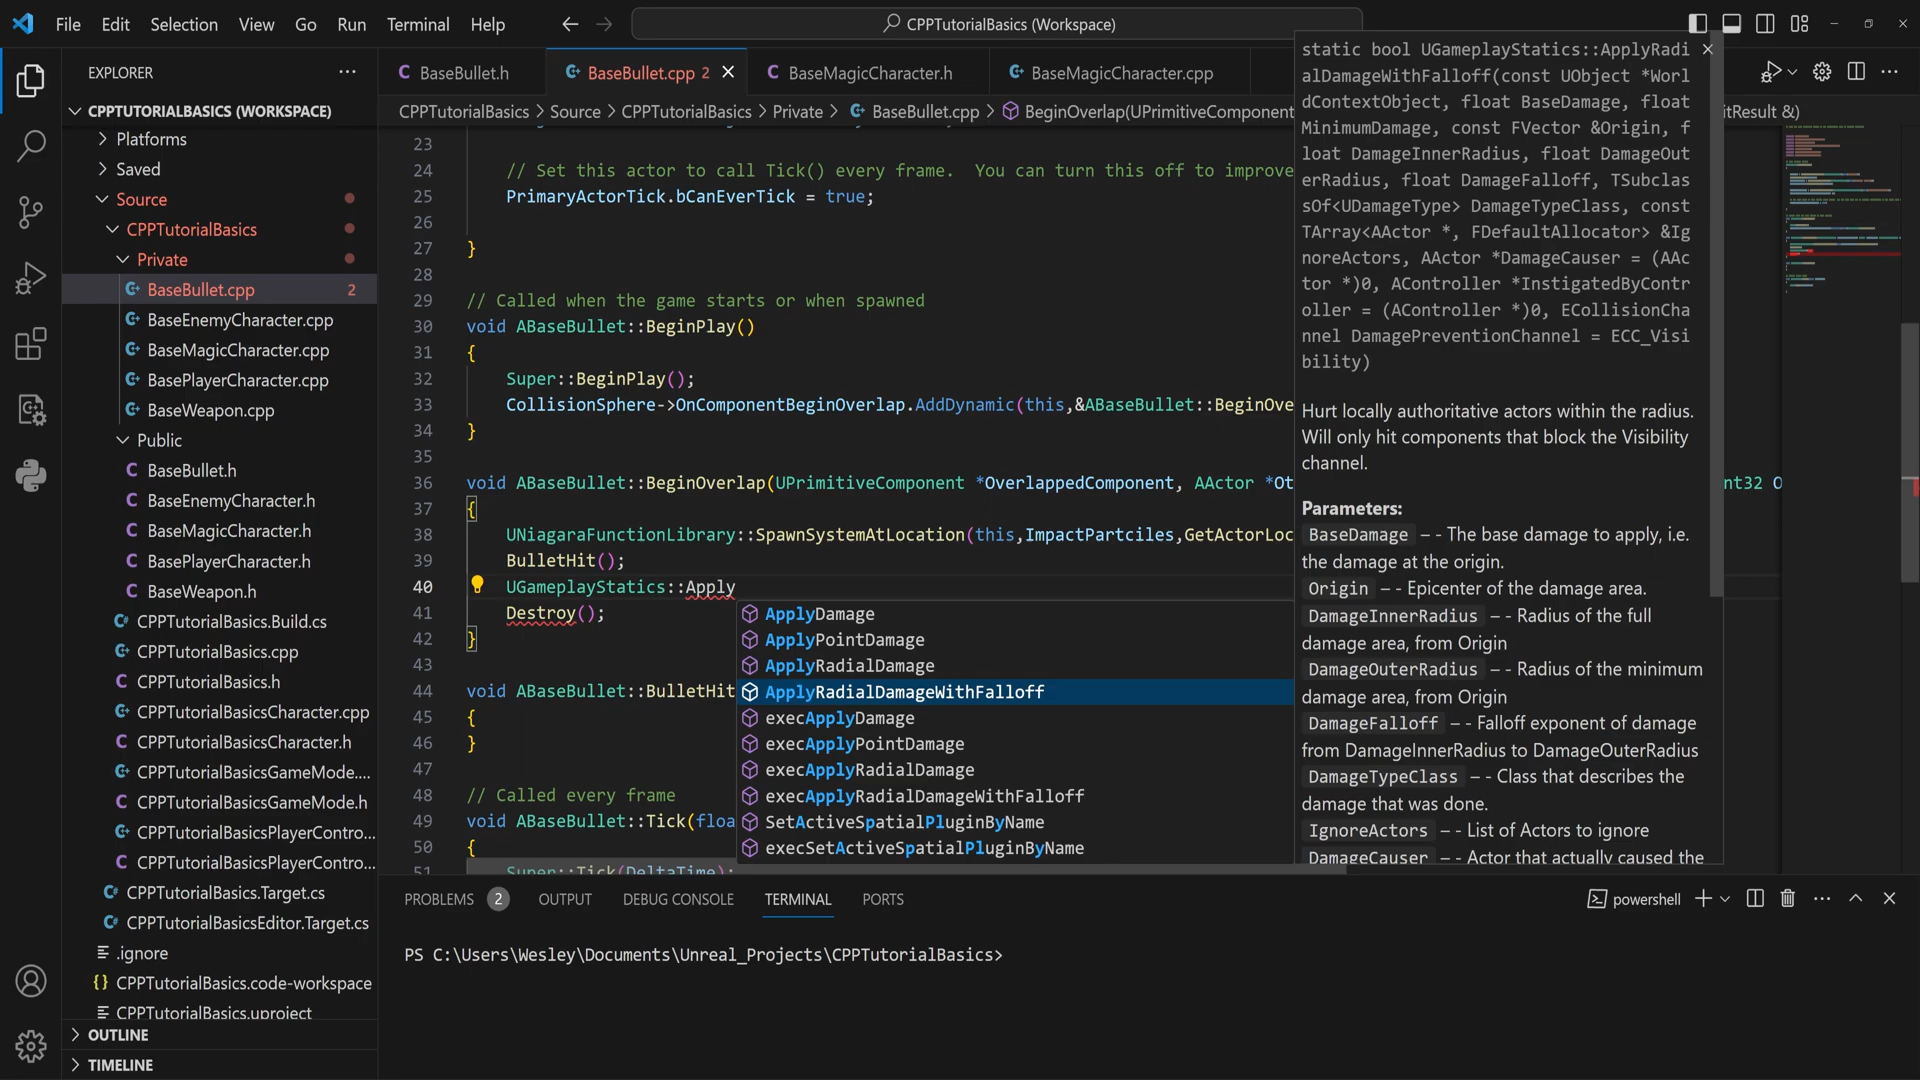 File Edit Selection View Go Run Terminal Help
CPPTutorialBasics (Workspace)
EXPLORER
CPPTUTORIALBASICS (WORKSPACE)
Platforms
Saved
Source
CPPTutorialBasics
Private
BaseBullet.cpp 2
BaseEnemyCharacter.cpp
BaseMagicCharacter.cpp
BasePlayerCharacter.cpp
BaseWeapon.cpp
Public
BaseBullet.h
BaseEnemyCharacter.h
BaseMagicCharacter.h
BasePlayerCharacter.h
BaseWeapon.h
CPPTutorialBasics.Build.cs
CPPTutorialBasics.cpp
CPPTutorialBasics.h
CPPTutorialBasicsCharacter.cpp
CPPTutorialBasicsCharacter.h
CPPTutorialBasicsGameMode....
CPPTutorialBasicsGameMode.h
CPPTutorialBasicsPlayerContro...
CPPTutorialBasicsPlayerContro...
CPPTutorialBasics.Target.cs
CPPTutorialBasicsEditor.Target.cs
.ignore
CPPTutorialBasics.code-workspace
CPPTutorialBasics.uproject
OUTLINE
TIMELINE
BaseBullet.h BaseBullet.cpp 2 BaseMagicCharacter.h BaseMagicCharacter.cpp
CPPTutorialBasics > Source > CPPTutorialBasics > Private > BaseBullet.cpp > BeginOverlap(UPrimitiveComponent itResult &)
23
24 // Set this actor to call Tick() every frame.  You can turn this off to improve
25 PrimaryActorTick.bCanEverTick = true;
26
27 }
28
29 // Called when the game starts or when spawned
30 void ABaseBullet::BeginPlay()
31 {
32 Super::BeginPlay();
33 CollisionSphere->OnComponentBeginOverlap.AddDynamic(this,&ABaseBullet::BeginOve
34 }
35
36 void ABaseBullet::BeginOverlap(UPrimitiveComponent *OverlappedComponent, AActor *Ot nt32 O
37 {
38 UNiagaraFunctionLibrary::SpawnSystemAtLocation(this,ImpactPartciles,GetActorLoc
39 BulletHit();
40 UGameplayStatics::Apply
41 Destroy();
42 }
43
44 void ABaseBullet::BulletHit
45 {
46 }
47
48 // Called every frame
49 void ABaseBullet::Tick(floa
50 {
51 Super::Tick(DeltaTime);
ApplyDamage
ApplyPointDamage
ApplyRadialDamage
ApplyRadialDamageWithFalloff
execApplyDamage
execApplyPointDamage
execApplyRadialDamage
execApplyRadialDamageWithFalloff
SetActiveSpatialPluginByName
execSetActiveSpatialPluginByName
static bool UGameplayStatics::ApplyRadi
alDamageWithFalloff(const UObject *Worl
dContextObject, float BaseDamage, float
MinimumDamage, const FVector &Origin, f
loat DamageInnerRadius, float DamageOut
erRadius, float DamageFalloff, TSubclas
sOf<UDamageType> DamageTypeClass, const
TArray<AActor *, FDefaultAllocator> &Ig
noreActors, AActor *DamageCauser = (AAc
tor *)0, AController *InstigatedByContr
oller = (AController *)0, ECollisionCha
nnel DamagePreventionChannel = ECC_Visi
bility)
Hurt locally authoritative actors within the radius.
Will only hit components that block the Visibility
channel.
Parameters:
BaseDamage – - The base damage to apply, i.e.
the damage at the origin.
Origin – - Epicenter of the damage area.
DamageInnerRadius – - Radius of the full
damage area, from Origin
DamageOuterRadius – - Radius of the minimum
damage area, from Origin
DamageFalloff – - Falloff exponent of damage
from DamageInnerRadius to DamageOuterRadius
DamageTypeClass – - Class that describes the
damage that was done.
IgnoreActors – - List of Actors to ignore
DamageCauser – - Actor that actually caused the
PROBLEMS 2 OUTPUT DEBUG CONSOLE TERMINAL PORTS
powershell
PS C:\Users\Wesley\Documents\Unreal_Projects\CPPTutorialBasics>